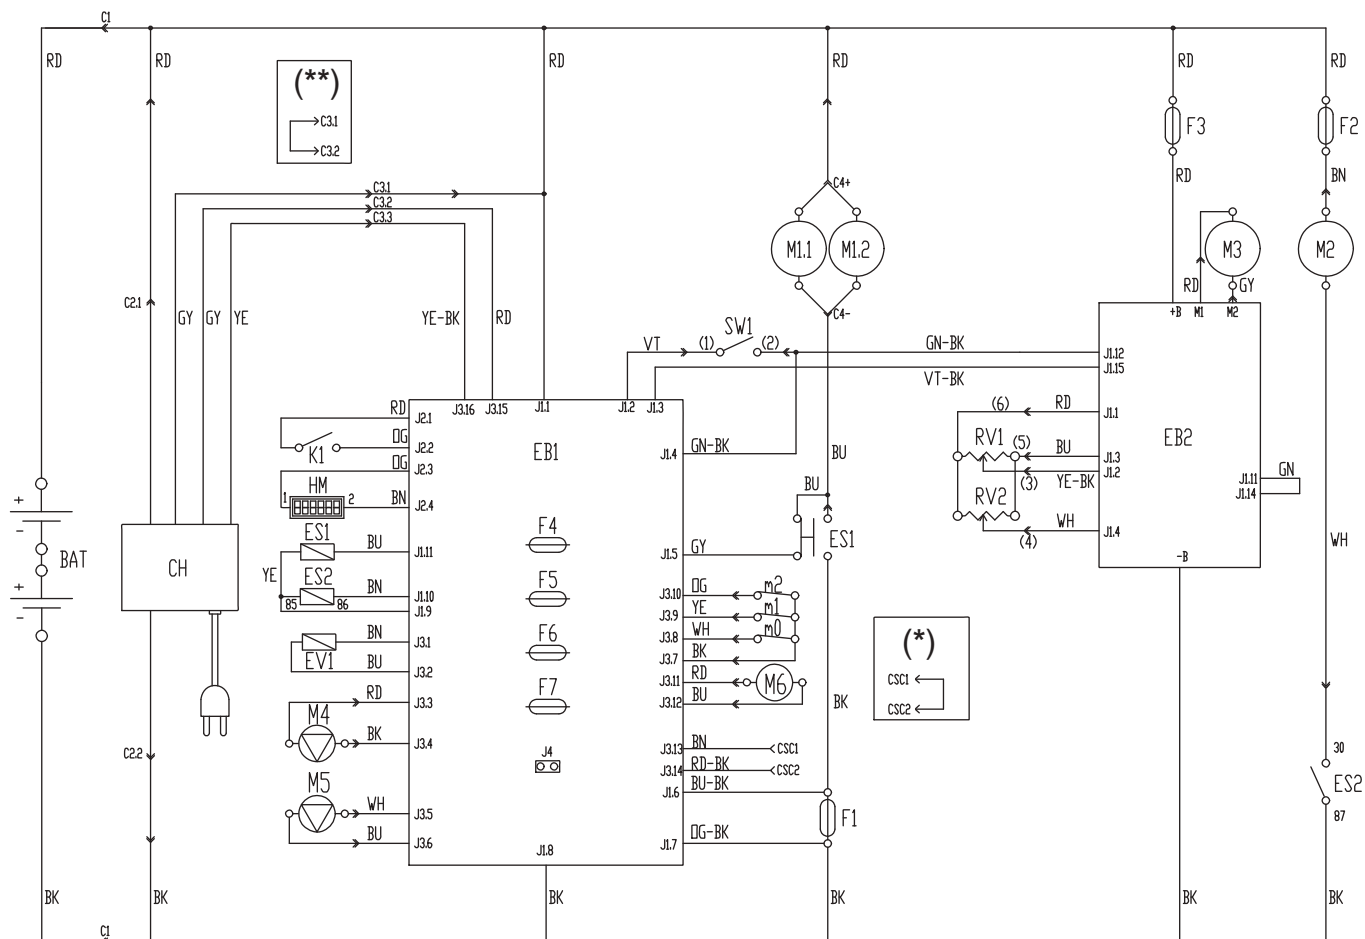 C1
RD RD RD RD RD RD
(**)
C3.1
C3.2
F3 F2
RD BN
C3.1
C3.2
C3.3
C4+
M1.1 M1.2 M3 M2
RD GY
C2.1
GY GY YE YE-BK RD
C4-
+B M1 M2
SW1
VT (1) (2) GN-BK J1.12
VT-BK J1.15
J3.16 J3.15 J1.1 J1.2 J1.3
RD J2.1
(6) RD J1.1
OG J2.2
K1
EB1
GN-BK J1.4
BU
RV1 (5) BU J1.3
EB2
OG J2.3
(3) YE-BK J1.2
J1.11 GN
J1.14
HM
1 2 BN J2.4
BU
RV2
WH J1.4
(4)
ES1
BU J1.11
F4
GY J1.5
ES1
WH
-B
BAT
CH
YE
ES2
BN J1.10
85 86 J1.9
F5
OG m2 J3.10
YE m1 J3.9
WH m0 J3.8
BK J3.7
BN J3.1
EV1
BU J3.2
F6
(*)
CSC1
CSC2
RD M6 J3.11
BU J3.12
RD J3.3
M4
BK J3.4
F7
BK
C2.2
J4
BN J3.13 CSC1
RD-BK J3.14 CSC2
BU-BK J1.6
30
ES2
87
M5
WH J3.5
BU J3.6
F1
OG-BK J1.7
J1.8
BK BK BK BK BK BK
C1